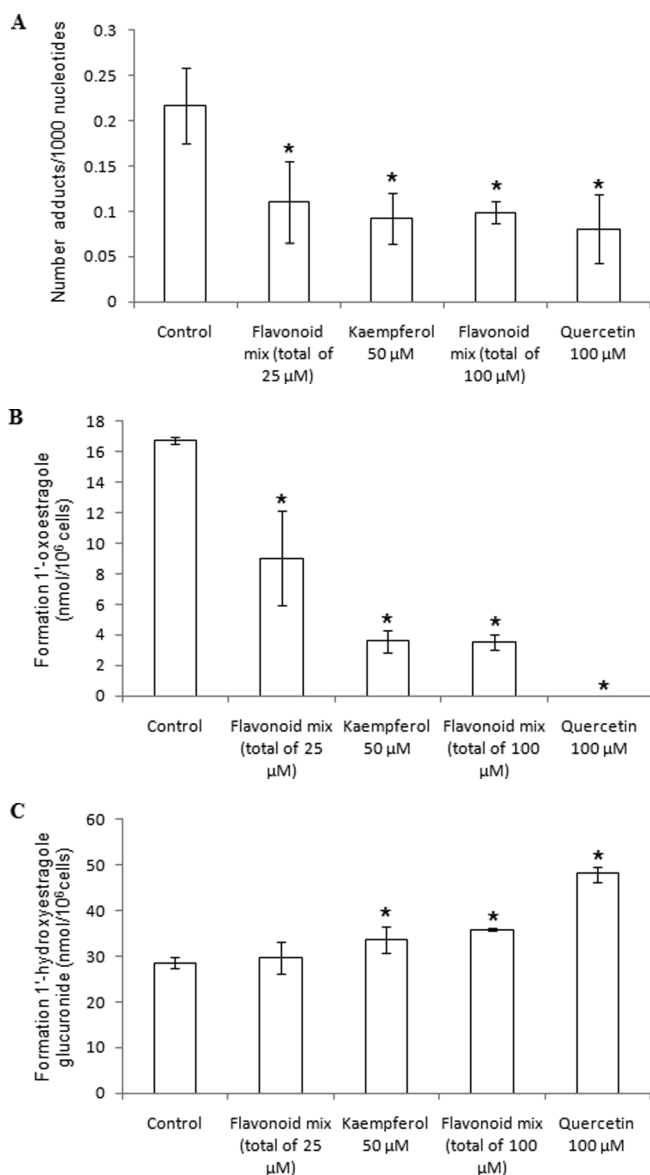 A
Number adducts/1000 nucleotides
0.3
0.25
0.2
0.15
0.1
0.05
0
*
*
*
*
Control
Flavonoid
mix (total of
25 µM)
Kaempferol
50 µM
Flavonoid
mix (total of
100 µM)
Quercetin
100 µM
B
Formation 1'-oxoestragole
(nmol/10⁶ cells)
18
16
14
12
10
8
6
4
2
0
*
*
*
*
Control
Flavonoid mix
(total of 25
µM)
Kaempferol
50 µM
Flavonoid mix
(total of 100
µM)
Quercetin
100 µM
C
Formation 1'-hydroxyestragole
glucuronide (nmol/10⁶cells)
60
50
40
30
20
10
0
*
*
*
Control
Flavonoid mix
(total of 25
µM)
Kaempferol
50 µM
Flavonoid mix
(total of 100
µM)
Quercetin
100 µM